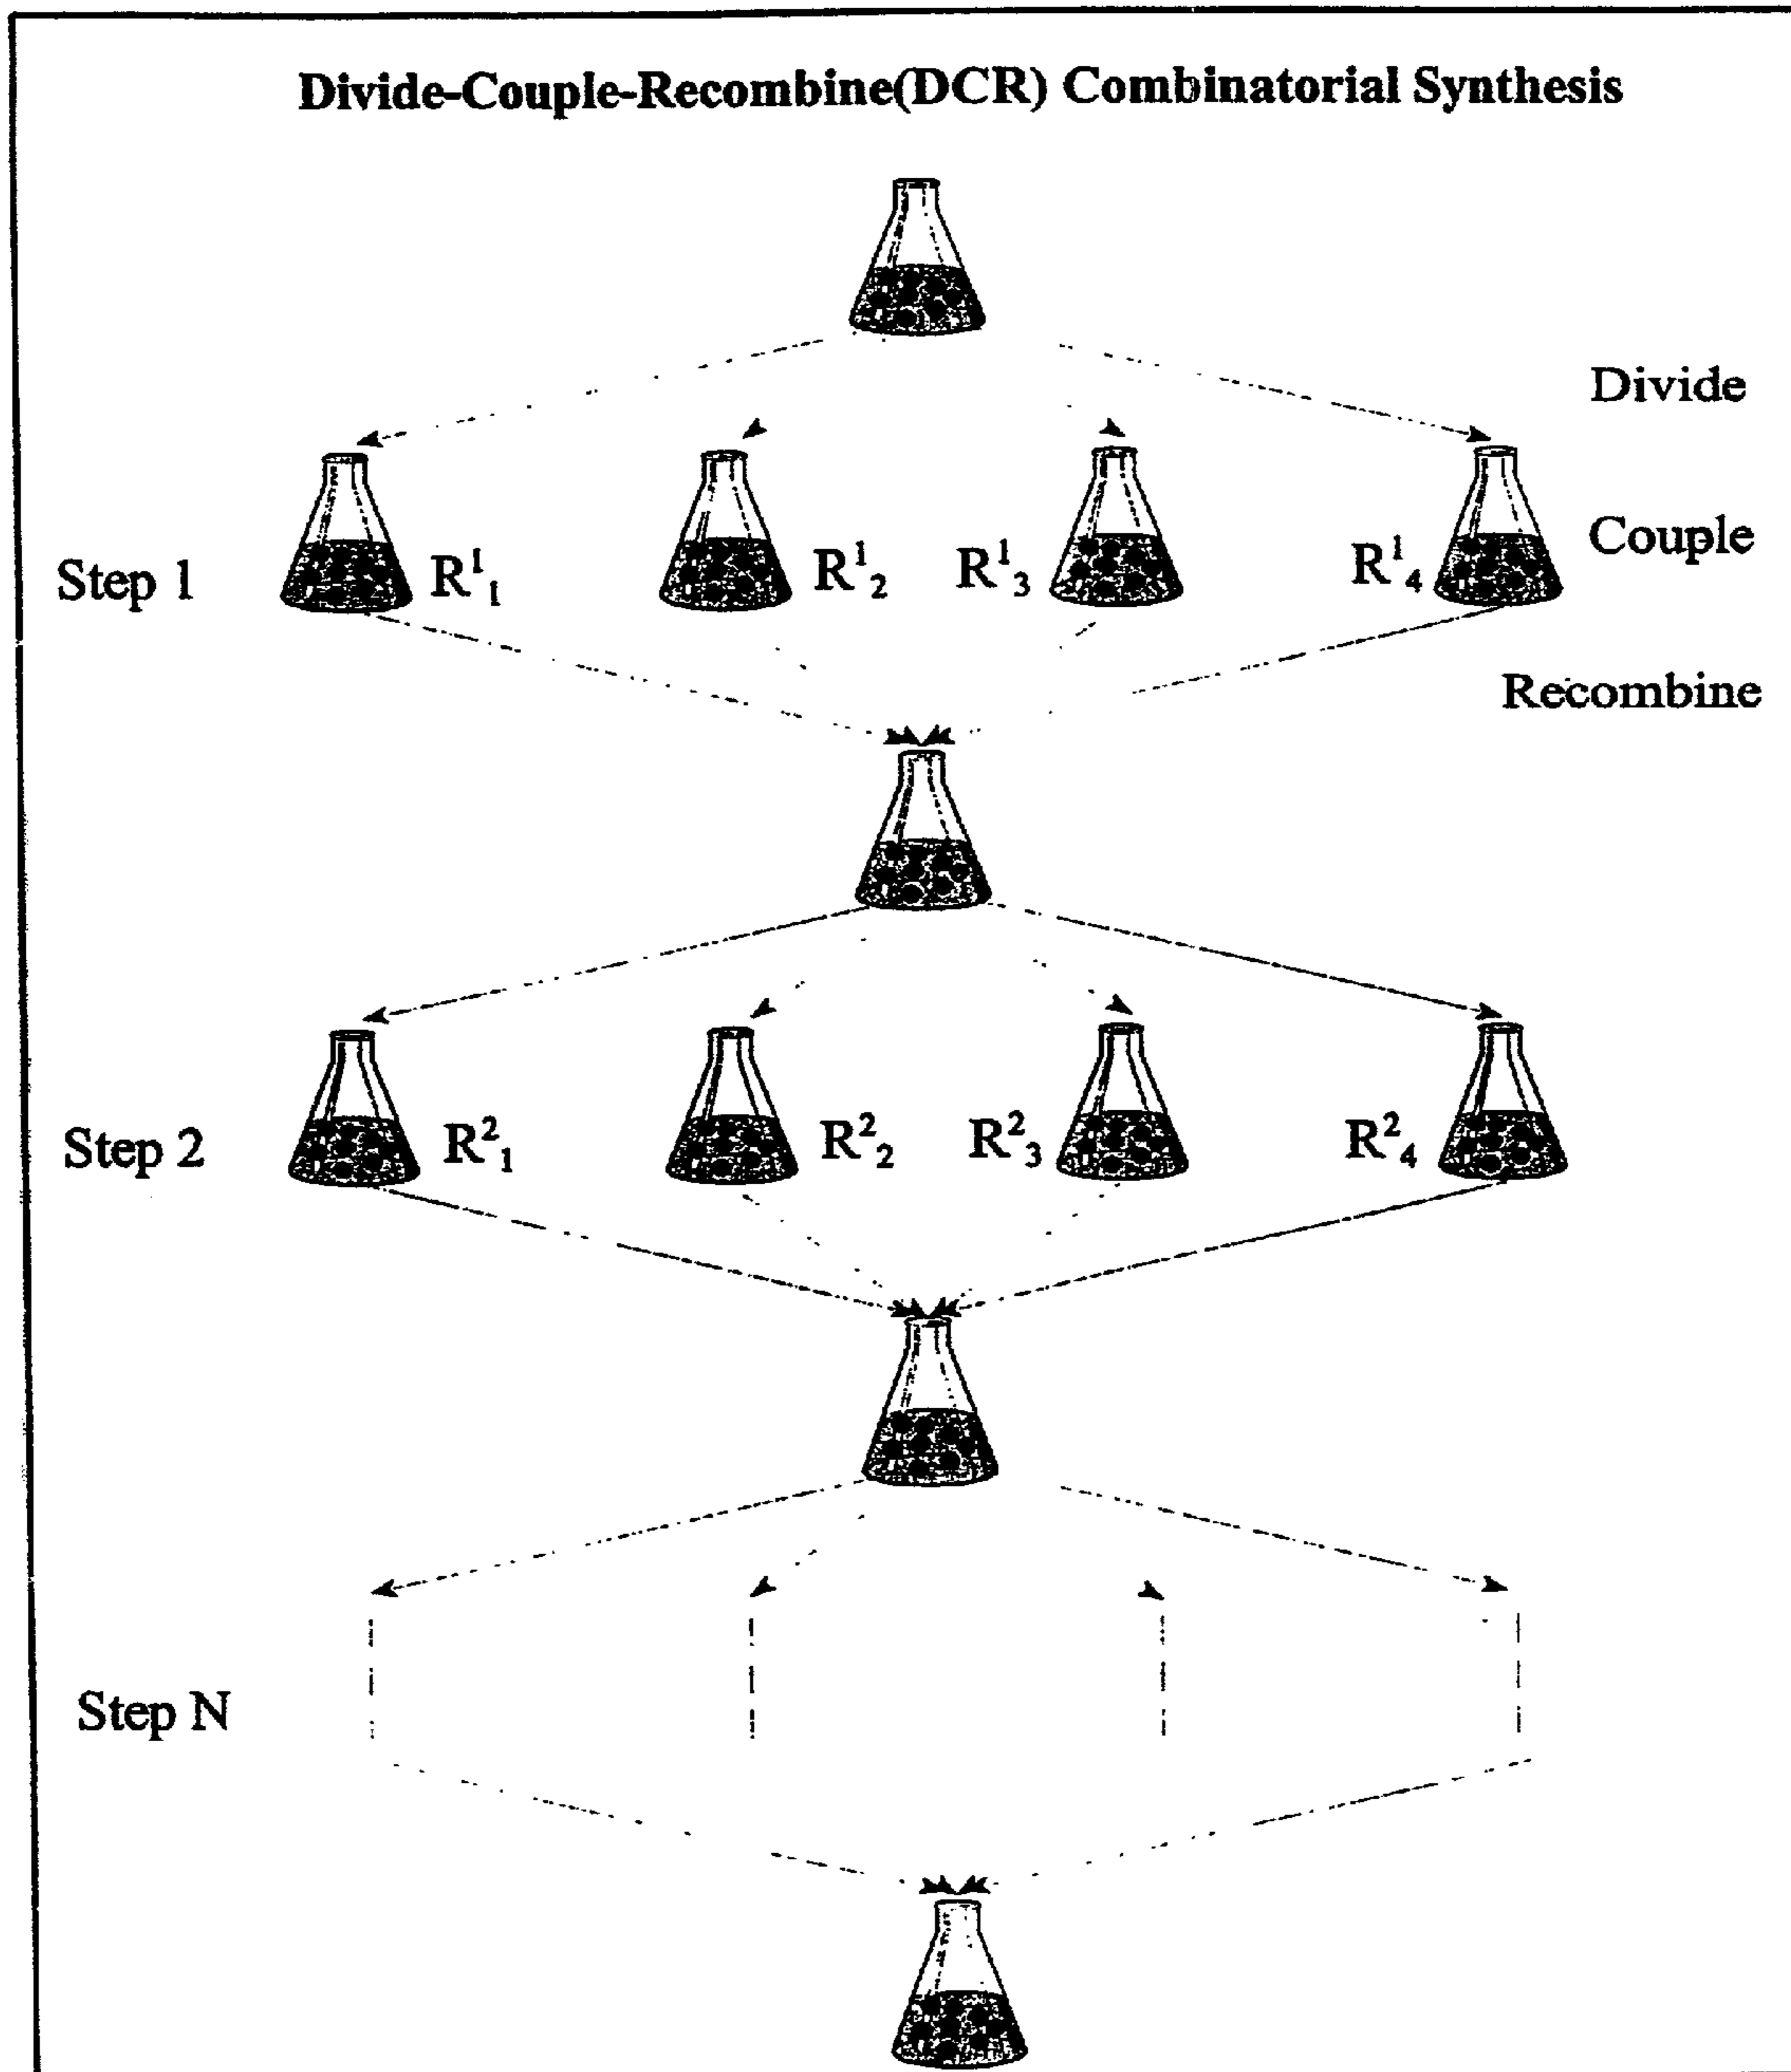 Divide-Couple-Recombine(DCR) Combinatorial Synthesis
Divide
Couple
Step 1 R¹₁ R¹₂ R¹₃ R¹₄
Recombine
Step 2 R²₁ R²₂ R²₃ R²₄
Step N